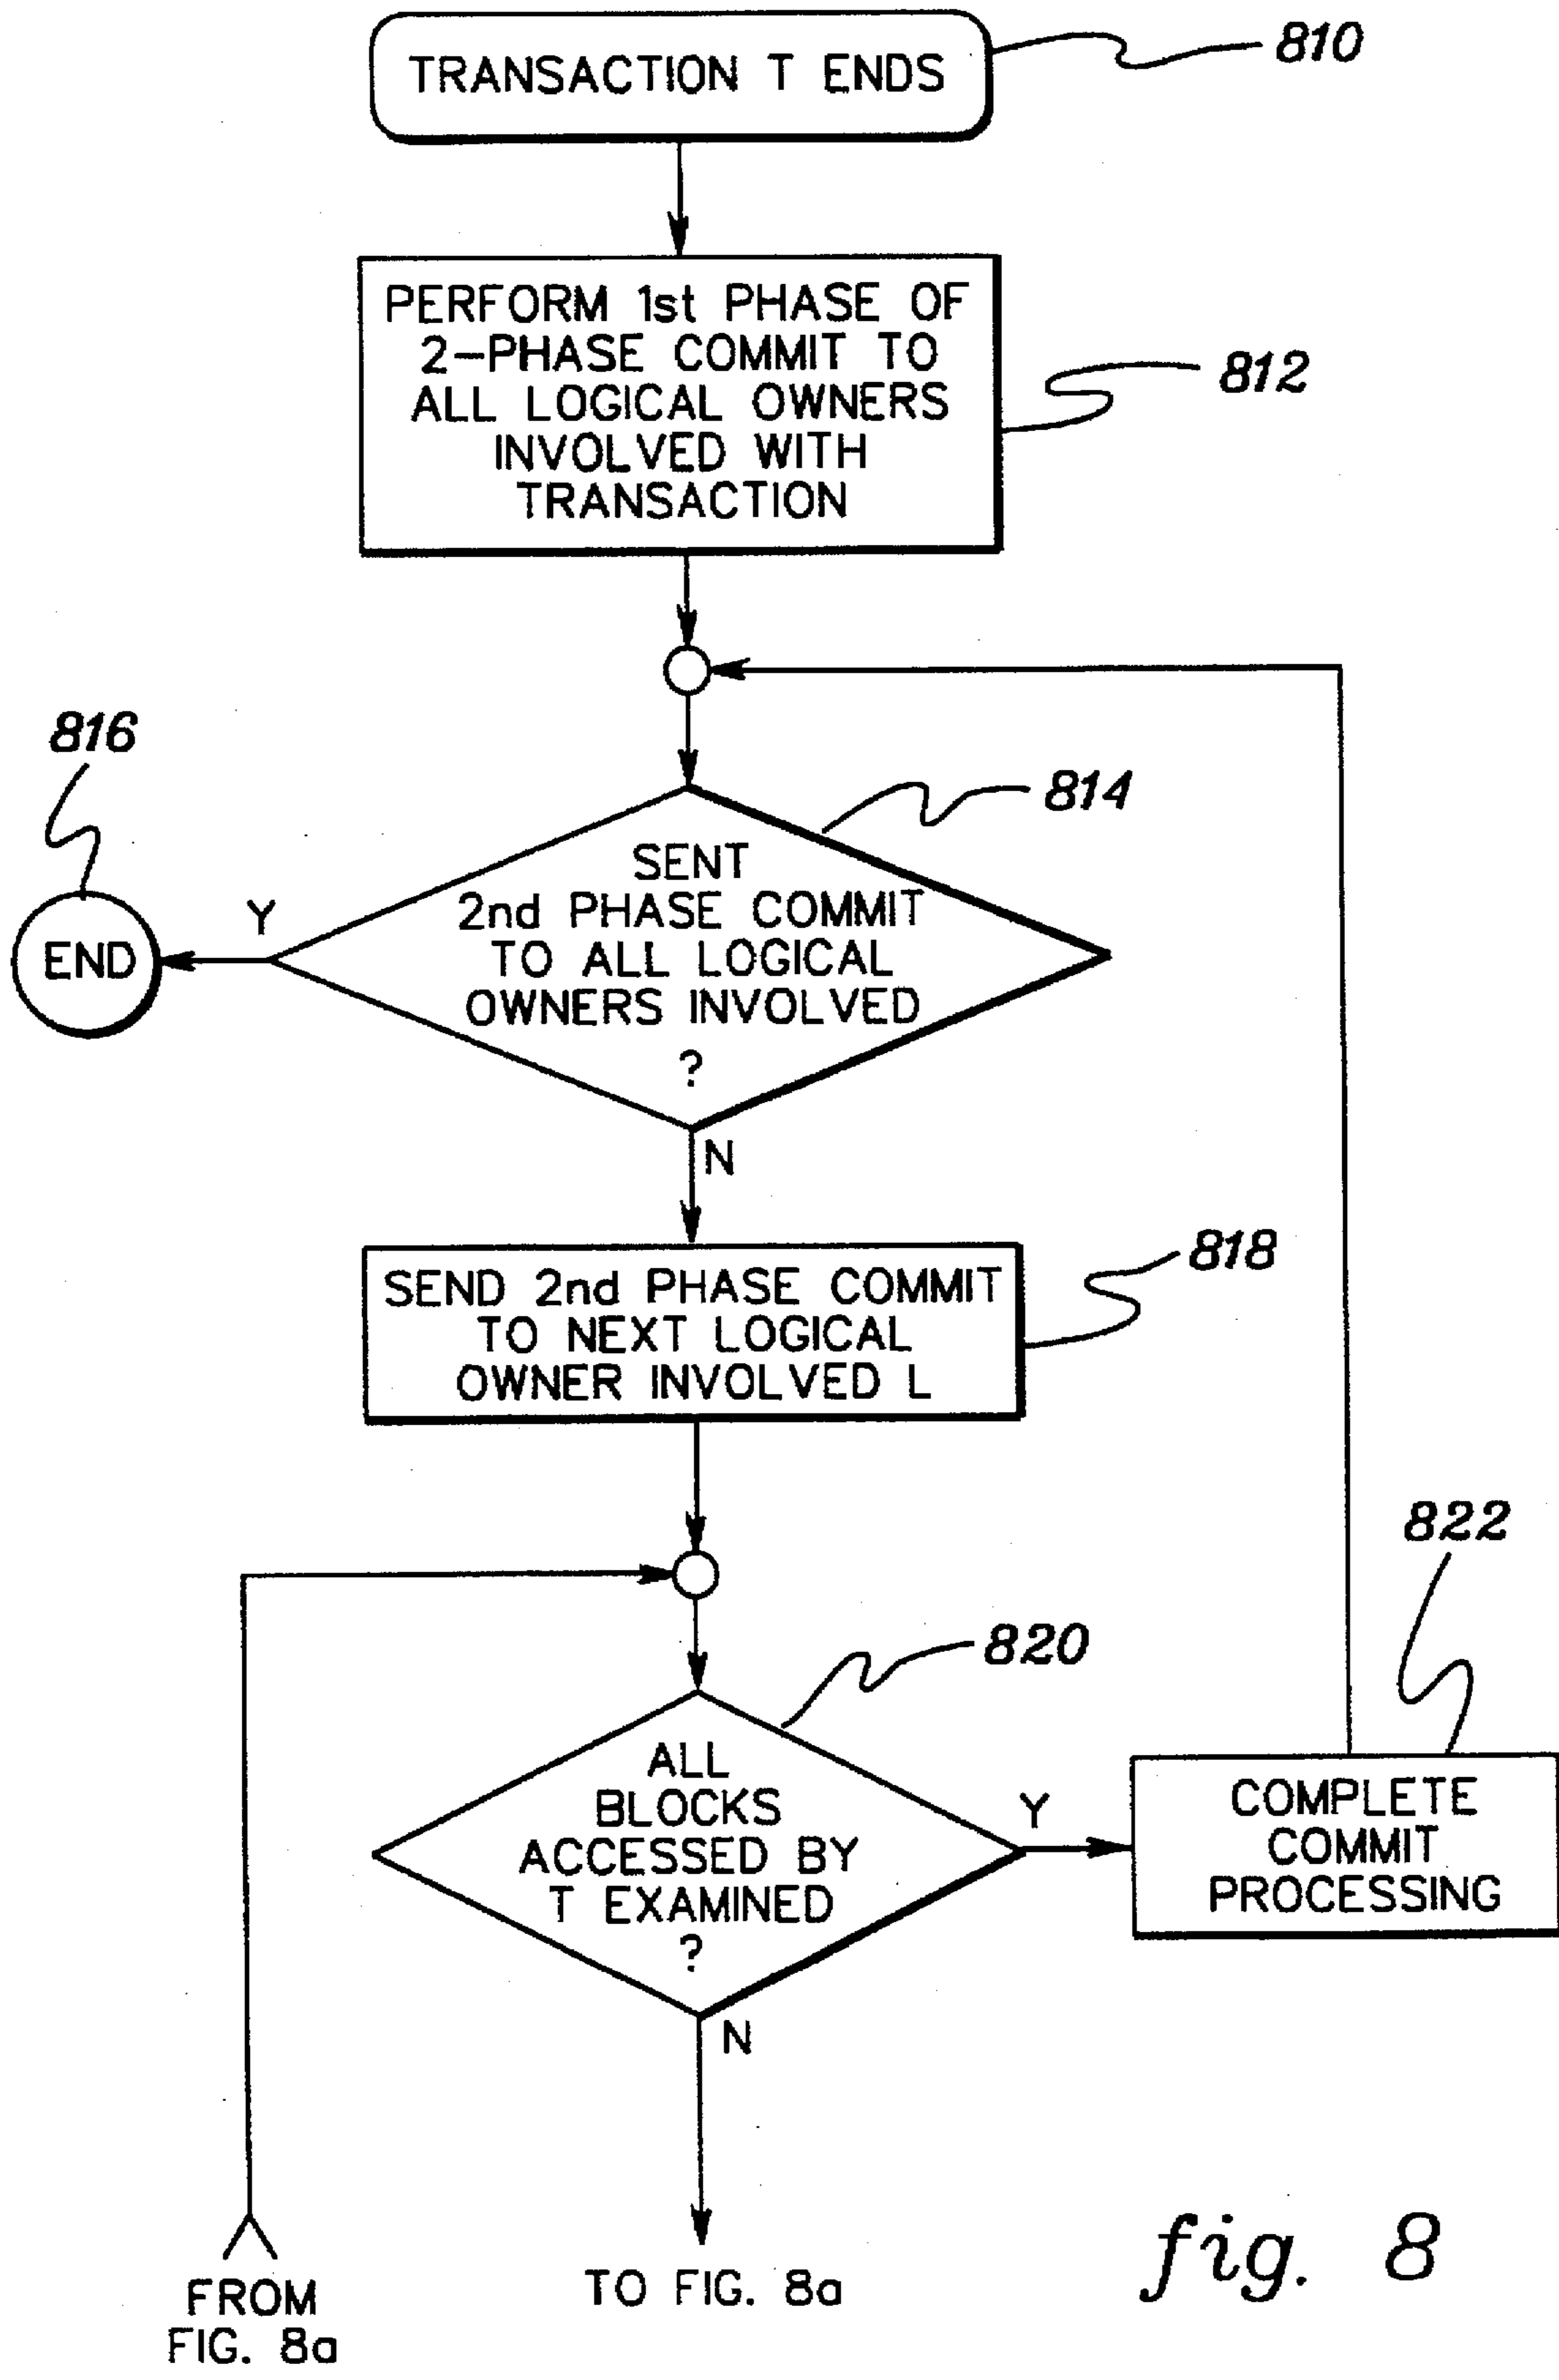 TRANSACTION T ENDS
810
PERFORM 1st PHASE OF
2-PHASE COMMIT TO
ALL LOGICAL OWNERS
INVOLVED WITH
TRANSACTION
812
816
814
END
Y
SENT
2nd PHASE COMMIT
TO ALL LOGICAL
OWNERS INVOLVED
?
N
SEND 2nd PHASE COMMIT
TO NEXT LOGICAL
OWNER INVOLVED L
818
822
820
ALL
BLOCKS
ACCESSED BY
T EXAMINED
?
Y
COMPLETE
COMMIT
PROCESSING
N
FROM
FIG. 8a
TO FIG. 8a
fig. 8